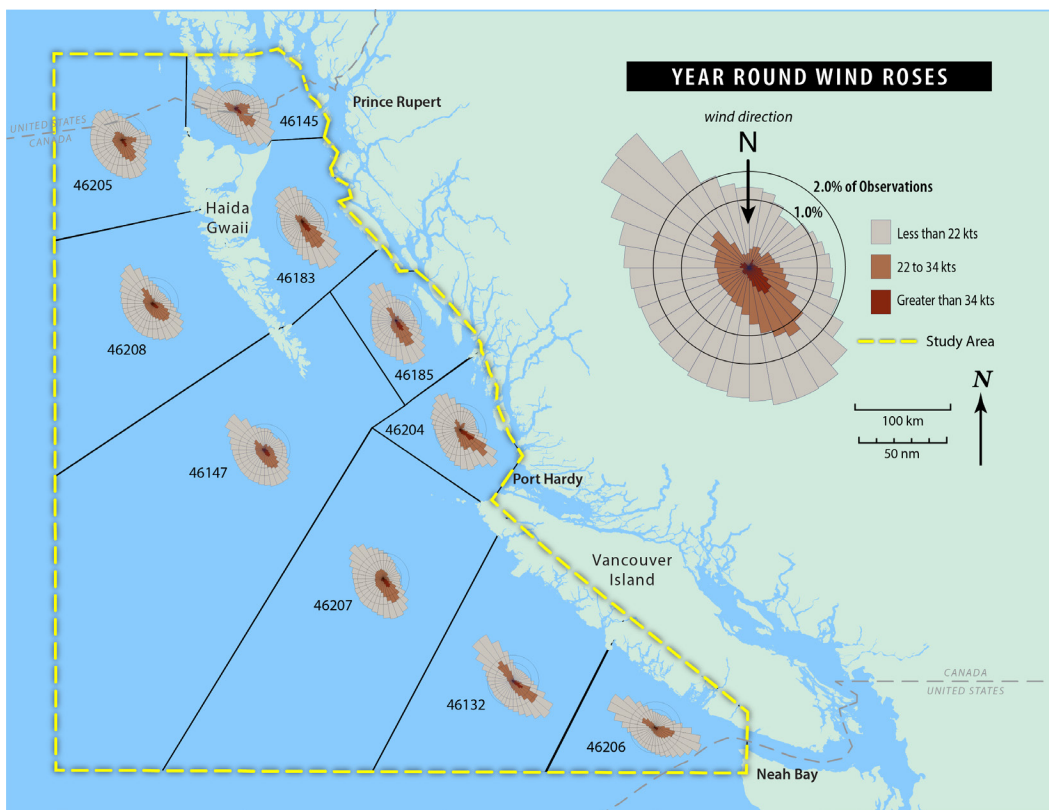 YEAR ROUND WIND ROSES
wind direction
N
2.0% of Observations
1.0%
Less than 22 kts
22 to 34 kts
Greater than 34 kts
Study Area
N
100 km
50 nm
Prince Rupert
UNITED STATES
CANADA
46145
46205
Haida
Gwaii
46183
46208
46185
46204
46147
Port Hardy
Vancouver
Island
46207
CANADA
UNITED STATES
46132
46206
Neah Bay